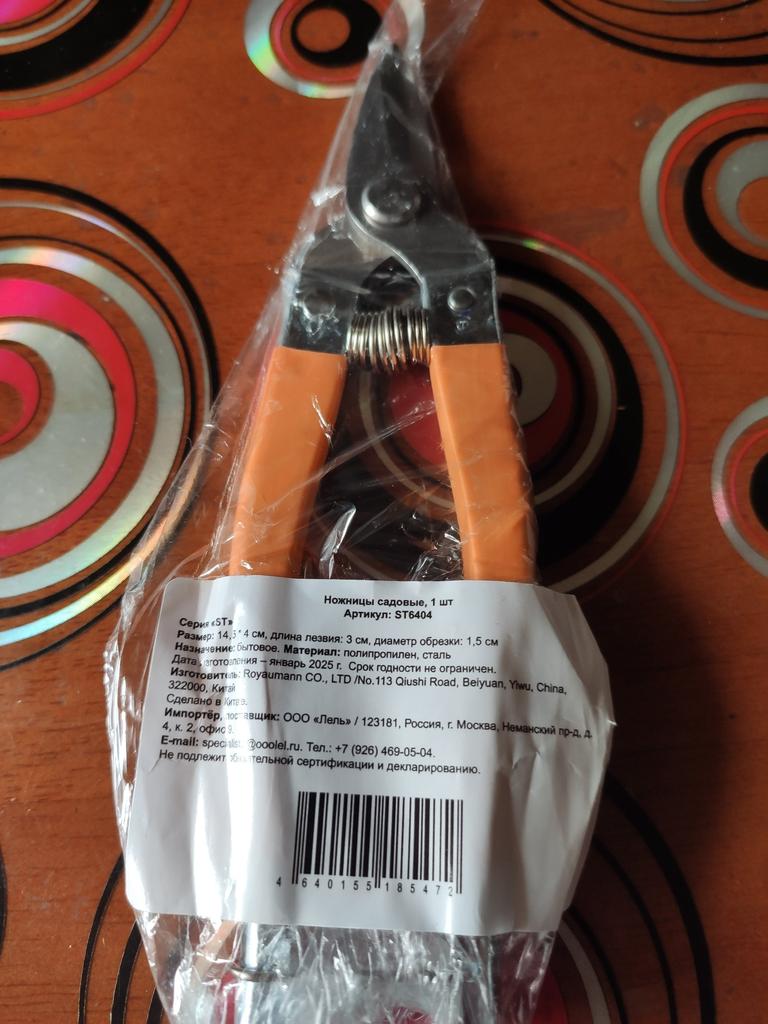 Ножницы садовые, 1 шт
Артикул: ST6404
Серия «ST»
Размер: 14,5*4 см, длина лезвия: 3 см, диаметр обрезки: 1,5 см
Назначение: бытовое. Материал: полипропилен, сталь
Дата изготовления – январь 2025 г. Срок годности не ограничен.
Изготовитель: Royaumann CO., LTD /No.113 Qiushi Road, Beiyuan, Yiwu, China,
322000, Китай
Сделано в Китае.
Импортёр, поставщик: ООО «Лель» / 123181, Россия, г. Москва, Неманский пр-д, д.
4, к. 2, офис 9.
E-mail: @ooolel.ru. Тел.: +7 (926) 469-05-04.
Не подлежит обязательной сертификации и декларированию.
4 640155 185472